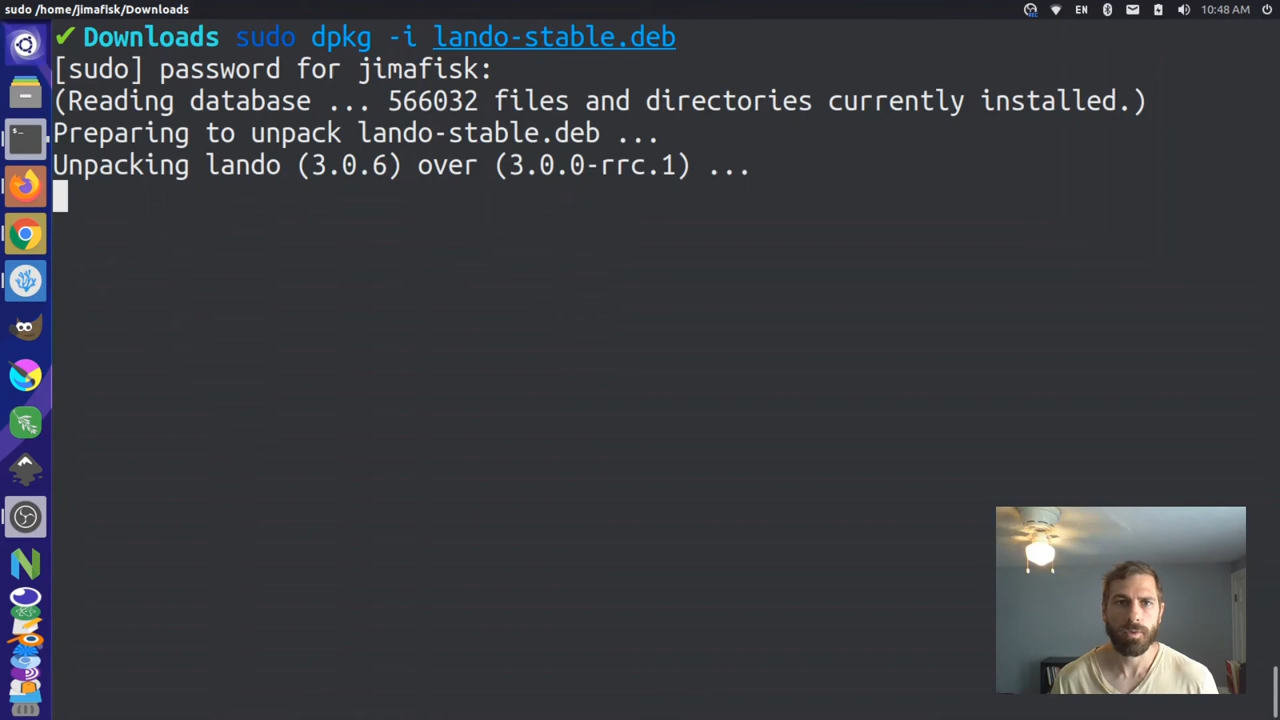 sudo /home/jimafisk/Downloads
REC
EN
10:48 AM
✔ Downloads sudo dpkg -i lando-stable.deb
[sudo] password for jimafisk:
(Reading database ... 566032 files and directories currently installed.)
Preparing to unpack lando-stable.deb ...
Unpacking lando (3.0.6) over (3.0.0-rrc.1) ...